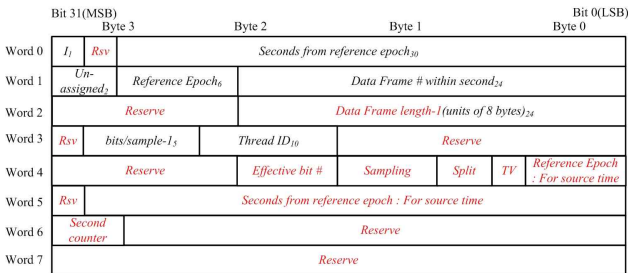 Bit 31(MSB) Bit 0(LSB)
Byte 3 Byte 2 Byte 1 Byte 0
Word 0 I1 Rsv Seconds from reference epoch30
Word 1 Un-assigned2 Reference Epoch6 Data Frame # within second24
Word 2 Reserve Data Frame length-1(units of 8 bytes)24
Word 3 Rsv bits/sample-15 Thread ID10 Reserve
Word 4 Reserve Effective bit # Sampling Split TV Reference Epoch : For source time
Word 5 Rsv Seconds from reference epoch : For source time
Word 6 Second counter Reserve
Word 7 Reserve